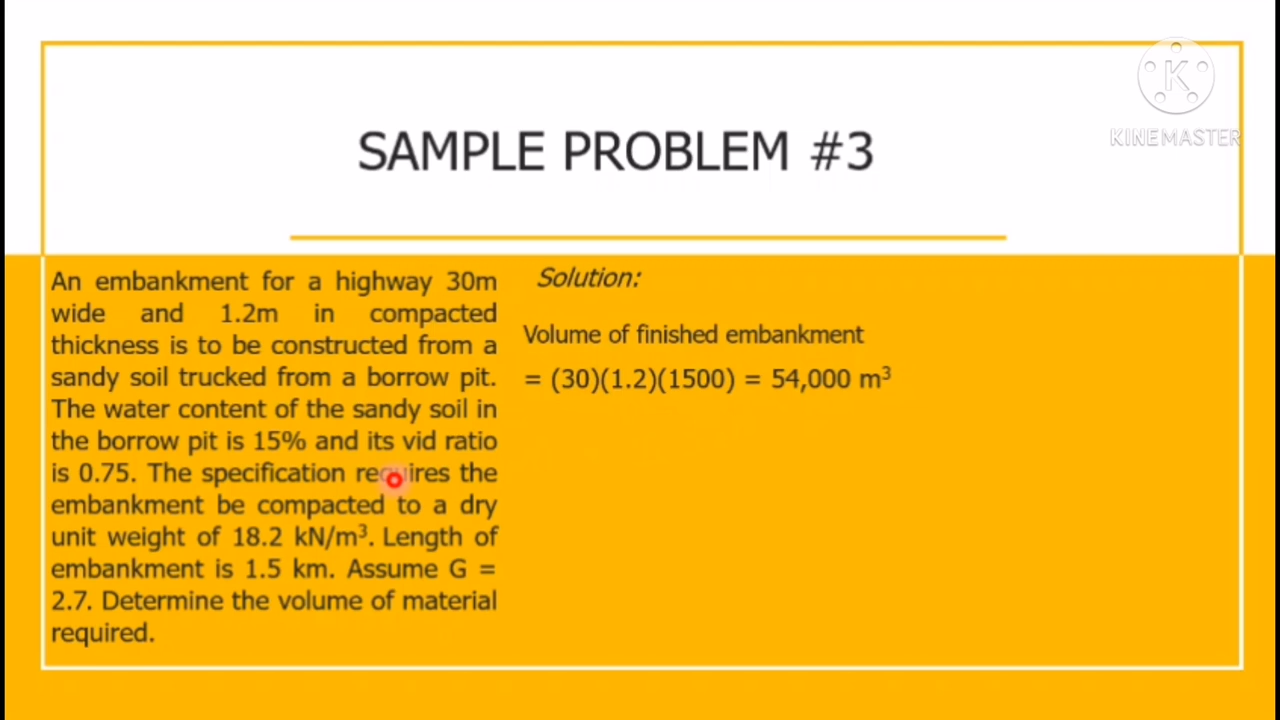 KINEMASTER
SAMPLE PROBLEM #3
An embankment for a highway 30m
wide and 1.2m in compacted
thickness is to be constructed from a
sandy soil trucked from a borrow pit.
The water content of the sandy soil in
the borrow pit is 15% and its vid ratio
is 0.75. The specification requires the
embankment be compacted to a dry
unit weight of 18.2 kN/m³. Length of
embankment is 1.5 km. Assume G =
2.7. Determine the volume of material
required.
Solution:
Volume of finished embankment
= (30)(1.2)(1500) = 54,000 m³